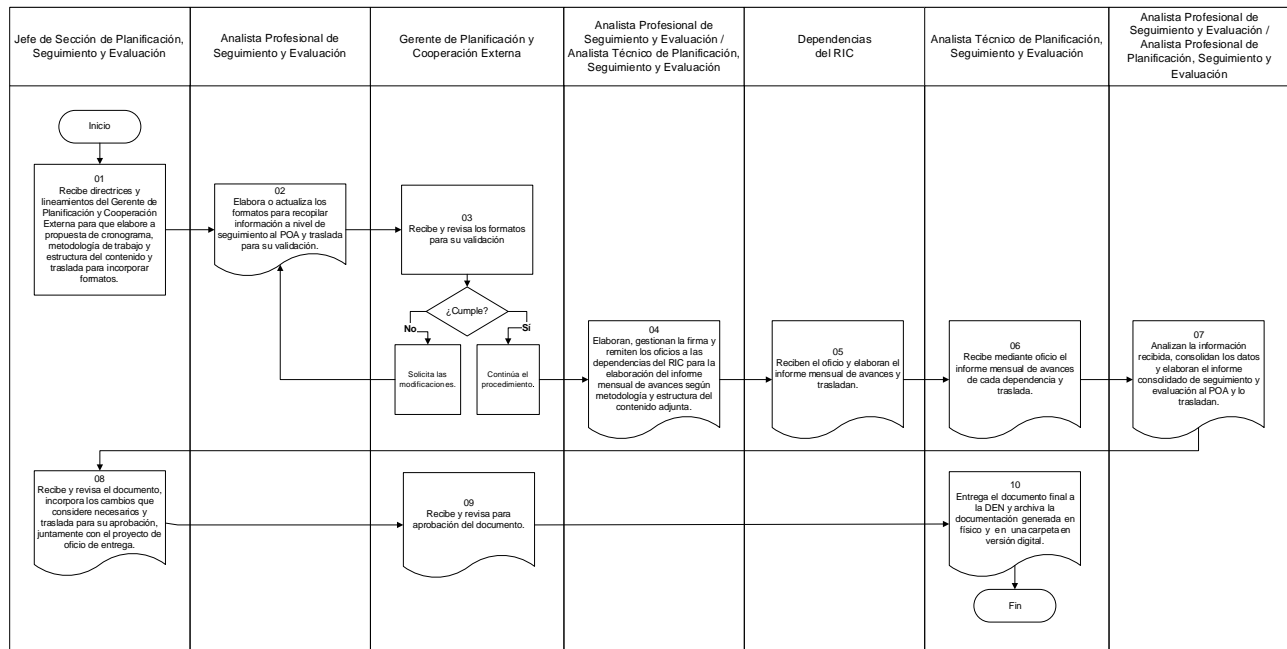 Jefe de Sección de Planificación,
Seguimiento y Evaluación
Analista Profesional de
Seguimiento y Evaluación
Gerente de Planificación y
Cooperación Externa
Analista Profesional de
Seguimiento y Evaluación /
Analista Técnico de Planificación,
Seguimiento y Evaluación
Dependencias
del RIC
Analista Técnico de Planificación,
Seguimiento y Evaluación
Analista Profesional de
Seguimiento y Evaluación /
Analista Profesional de
Planificación, Seguimiento y
Evaluación
Inicio
01
Recibe directrices y
lineamientos del Gerente de
Planificación y Cooperación
Externa para que elabore a
propuesta de cronograma,
metodología de trabajo y
estructura del contenido y
traslada para incorporar
formatos.
02
Elabora o actualiza los
formatos para recopilar
información a nivel de
seguimiento al POA y traslada
para su validación.
03
Recibe y revisa los formatos
para su validación
¿Cumple?
No
Sí
Solicita las
modificaciones.
Continúa el
procedimiento.
04
Elaboran, gestionan la firma y
remiten los oficios a las
dependencias del RIC para la
elaboración del informe
mensual de avances según
metodología y estructura del
contenido adjunta.
05
Reciben el oficio y elaboran el
informe mensual de avances y
trasladan.
06
Recibe mediante oficio el
informe mensual de avances
de cada dependencia y
traslada.
07
Analizan la información
recibida, consolidan los datos
y elaboran el informe
consolidado de seguimiento y
evaluación al POA y lo
trasladan.
08
Recibe y revisa el documento,
incorpora los cambios que
considere necesarios y
traslada para su aprobación,
juntamente con el proyecto de
oficio de entrega.
09
Recibe y revisa para
aprobación del documento.
10
Entrega el documento final a
la DEN y archiva la
documentación generada en
físico y en una carpeta en
versión digital.
Fin